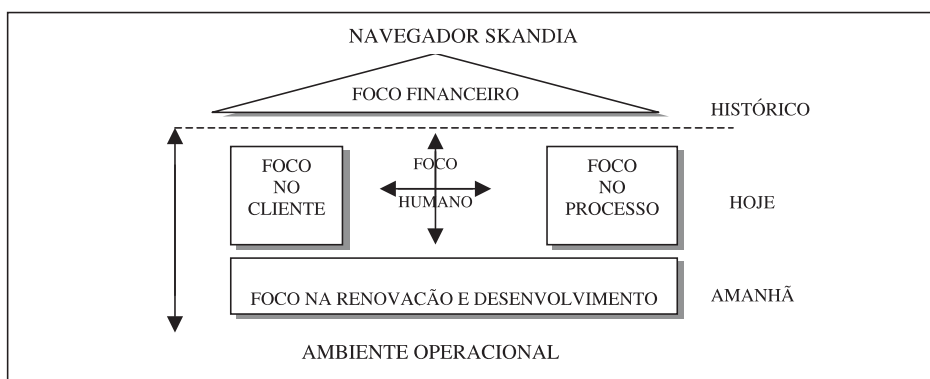 NAVEGADOR SKANDIA
FOCO FINANCEIRO
HISTÓRICO
FOCO
NO
CLIENTE
FOCO
HUMANO
FOCO
NO
PROCESSO
HOJE
FOCO NA RENOVACÃO E DESENVOLVIMENTO
AMANHÃ
AMBIENTE OPERACIONAL